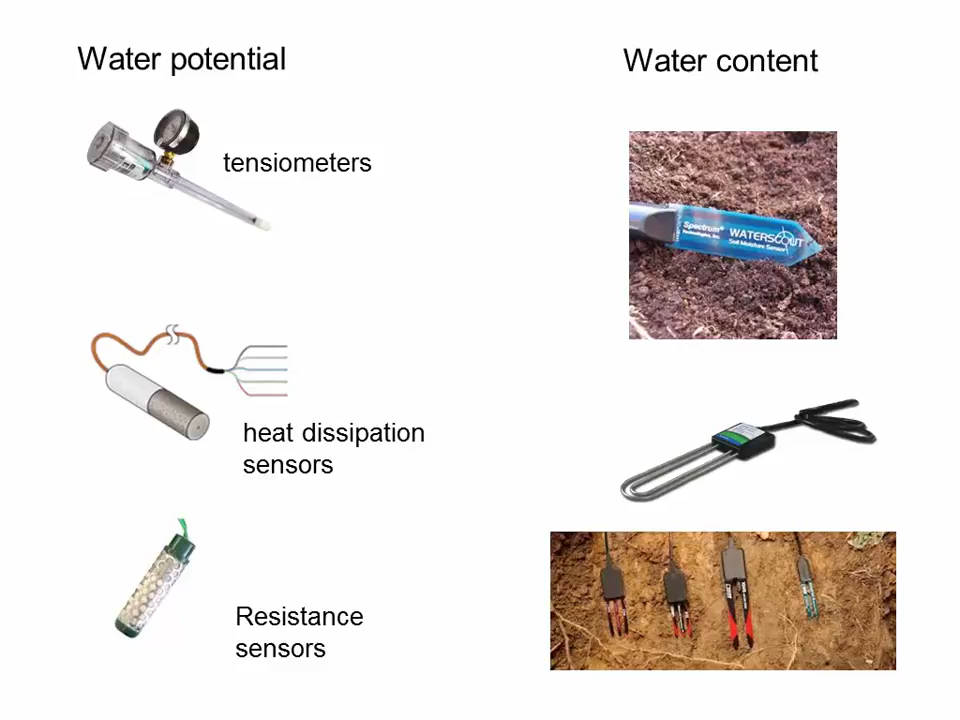 Water potential
Water content
tensiometers
Spectrum®
Technologies, Inc.
WATERSCOUT
Soil Moisture Sensor
heat dissipation
sensors
Resistance
sensors